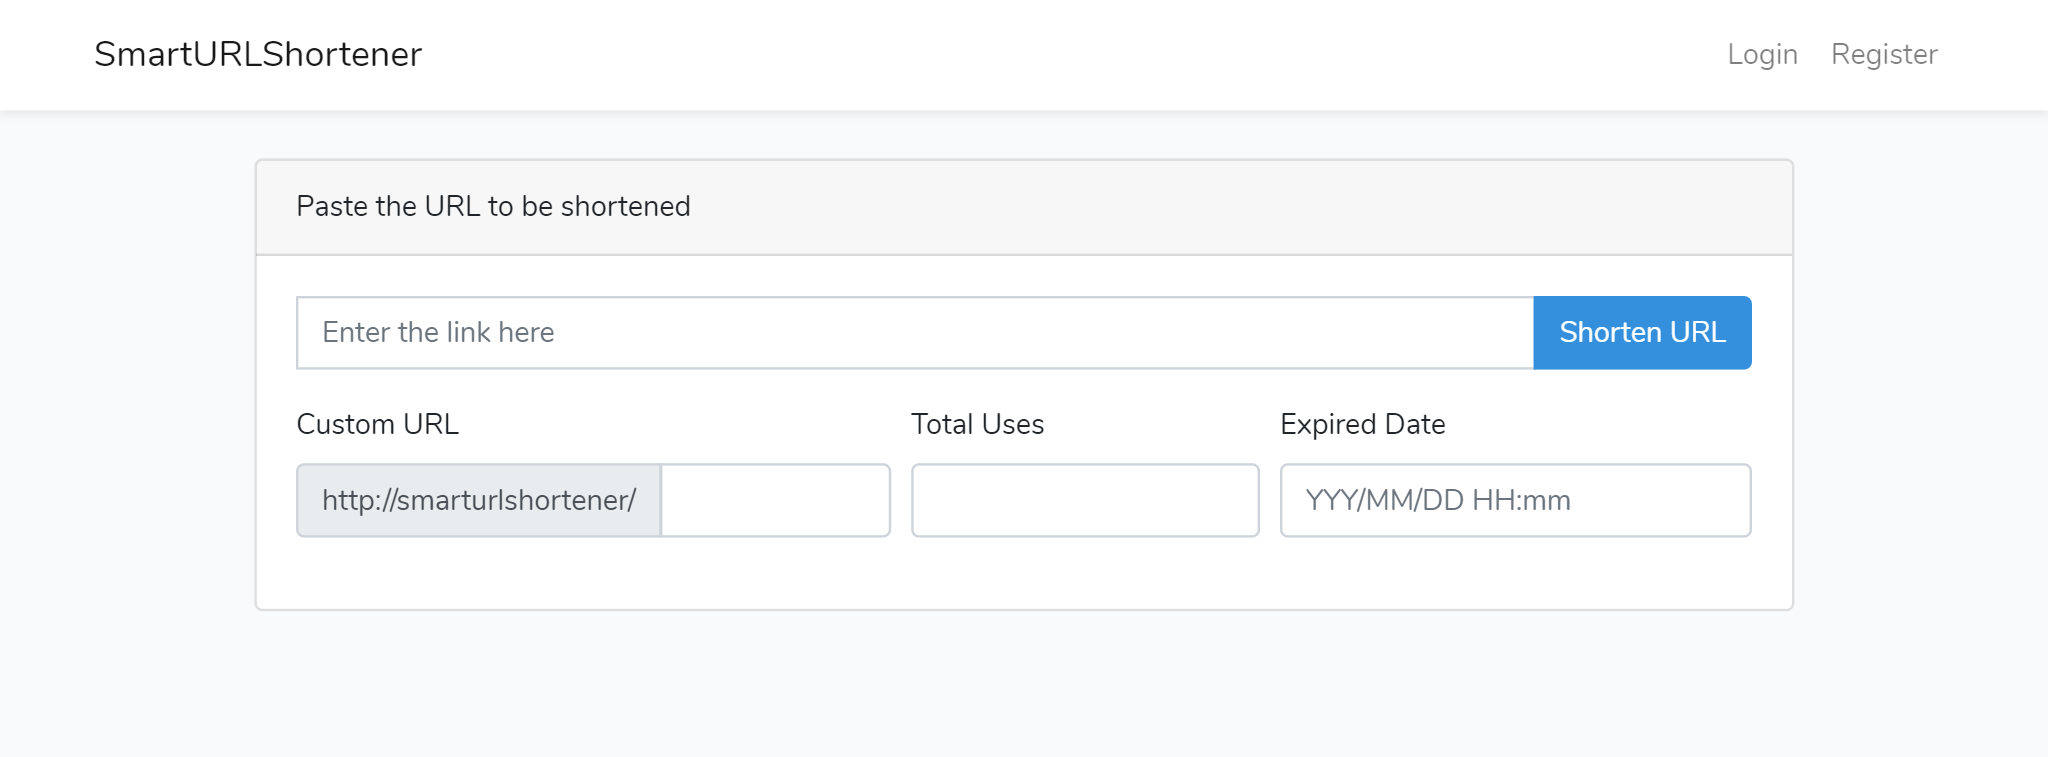 SmartURLShortener
Login Register
Paste the URL to be shortened
Enter the link here
Shorten URL
Custom URL
Total Uses
Expired Date
http://smarturlshortener/
YYY/MM/DD HH:mm